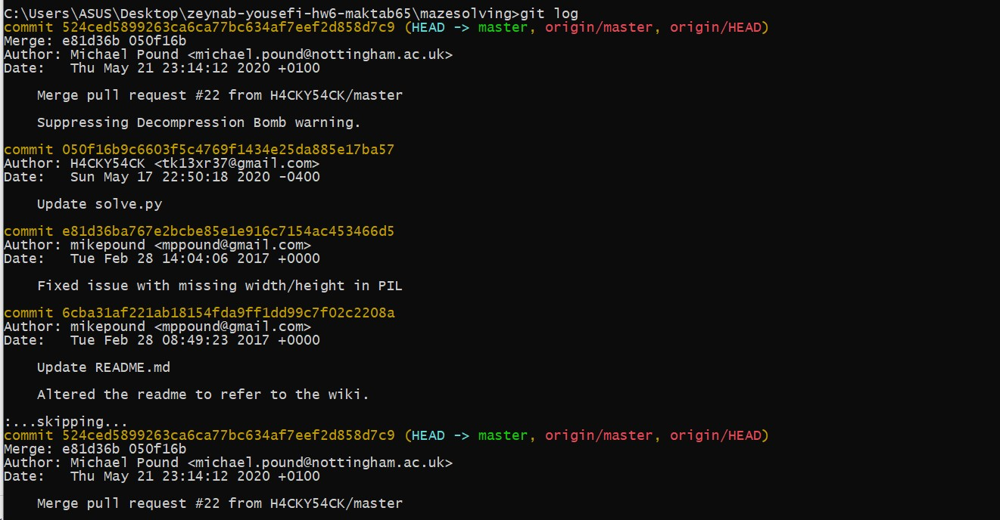 C:\Users\ASUS\Desktop\zeynab-yousefi-hw6-maktab65\mazesolving>git log
commit 524ced5899263ca6ca77bc634af7eef2d858d7c9 (HEAD -> master, origin/master, origin/HEAD)
Merge: e81d36b 050f16b
Author: Michael Pound <michael.pound@nottingham.ac.uk>
Date:   Thu May 21 23:14:12 2020 +0100

    Merge pull request #22 from H4CKY54CK/master

    Suppressing Decompression Bomb warning.

commit 050f16b9c6603f5c4769f1434e25da885e17ba57
Author: H4CKY54CK <tk13xr37@gmail.com>
Date:   Sun May 17 22:50:18 2020 -0400

    Update solve.py

commit e81d36ba767e2bcbe85e1e916c7154ac453466d5
Author: mikepound <mppound@gmail.com>
Date:   Tue Feb 28 14:04:06 2017 +0000

    Fixed issue with missing width/height in PIL

commit 6cba31af221ab18154fda9ff1dd99c7f02c2208a
Author: mikepound <mppound@gmail.com>
Date:   Tue Feb 28 08:49:23 2017 +0000

    Update README.md

    Altered the readme to refer to the wiki.

:...skipping...
commit 524ced5899263ca6ca77bc634af7eef2d858d7c9 (HEAD -> master, origin/master, origin/HEAD)
Merge: e81d36b 050f16b
Author: Michael Pound <michael.pound@nottingham.ac.uk>
Date:   Thu May 21 23:14:12 2020 +0100

    Merge pull request #22 from H4CKY54CK/master